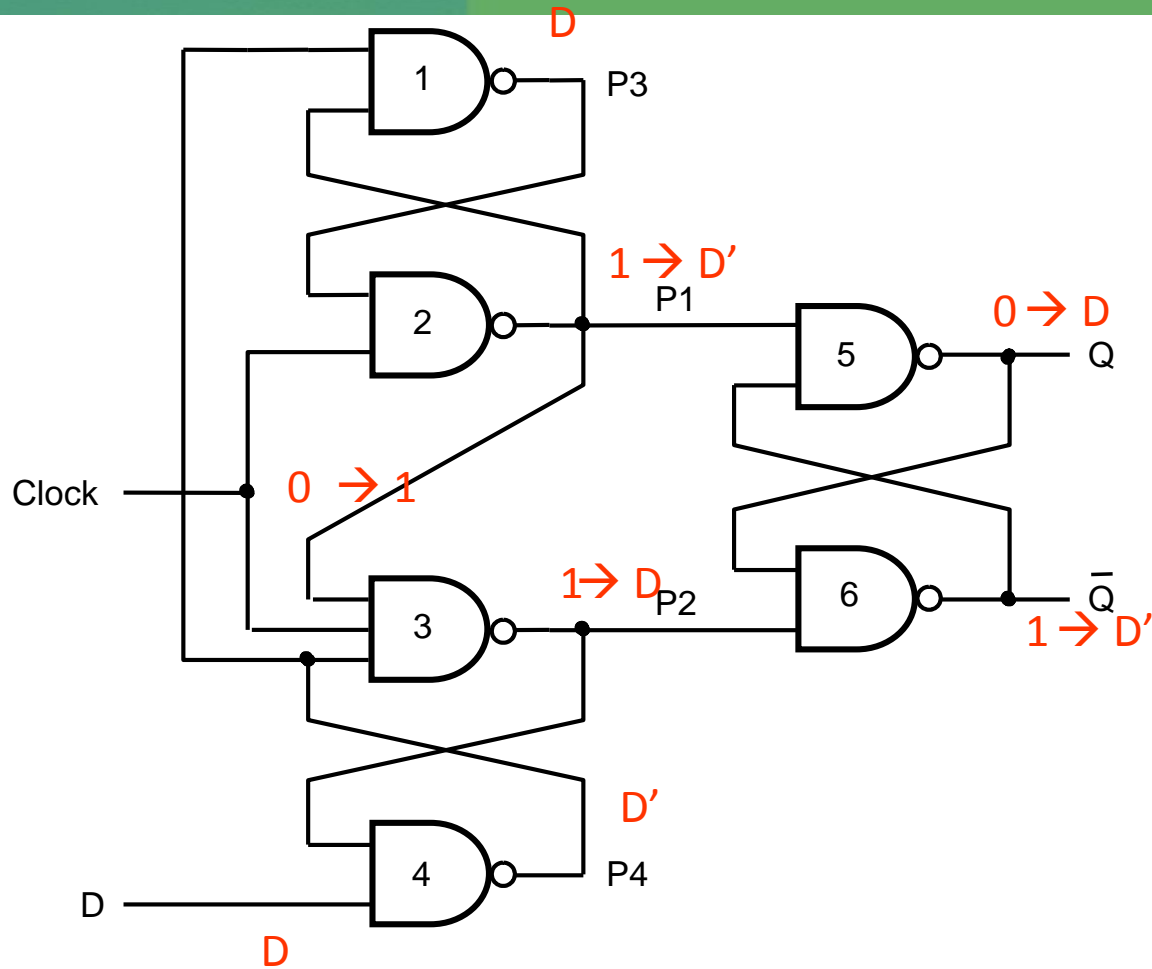 D
1
P3
1 → D’
2
P1
0 → D
5
Q
Clock
0 → 1
1→ D
P2
3
6
Q̅
1 → D’
D’
4
P4
D
D